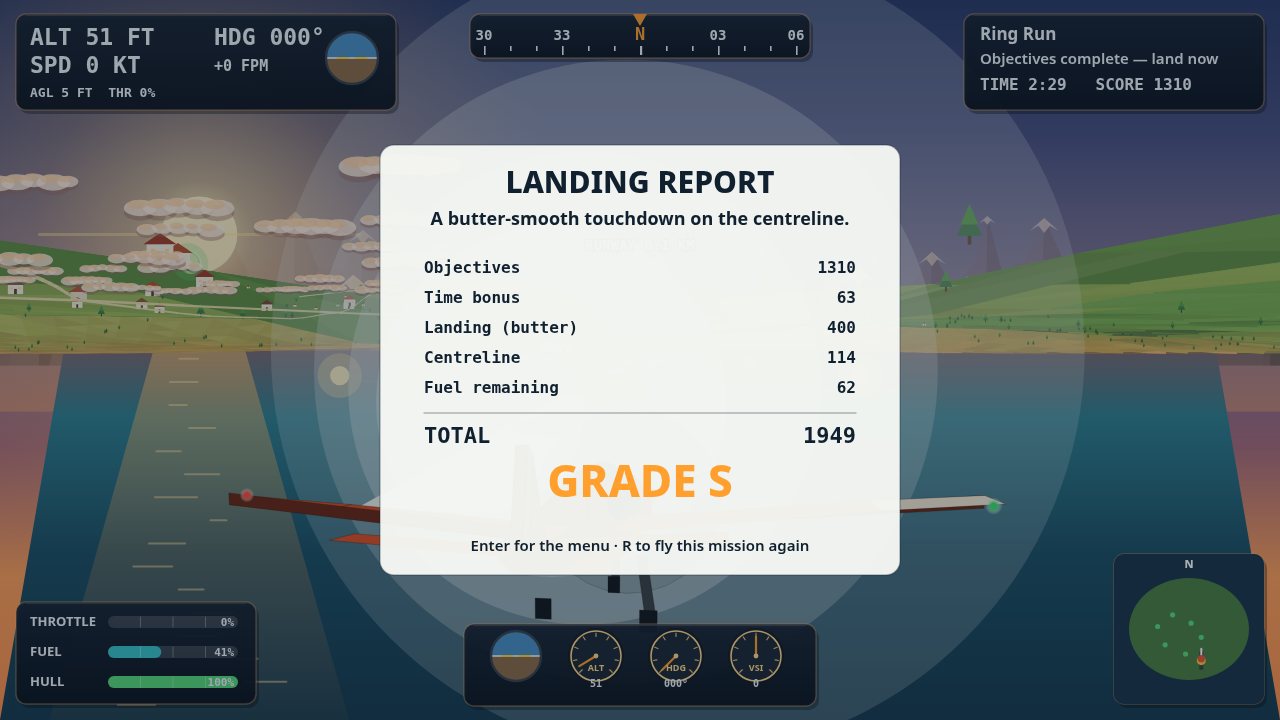 ALT 51 FT HDG 000°
SPD 0 KT +0 FPM
AGL 5 FT THR 0%
30 33 N 03 06
Ring Run
Objectives complete — land now
TIME 2:29 SCORE 1310
LANDING REPORT
A butter-smooth touchdown on the centreline.
Objectives 1310
Time bonus 63
Landing (butter) 400
Centreline 114
Fuel remaining 62
TOTAL 1949
GRADE S
Enter for the menu · R to fly this mission again
THROTTLE 0%
FUEL 41%
HULL 100%
ALT HDG VSI
51 000° 0
N